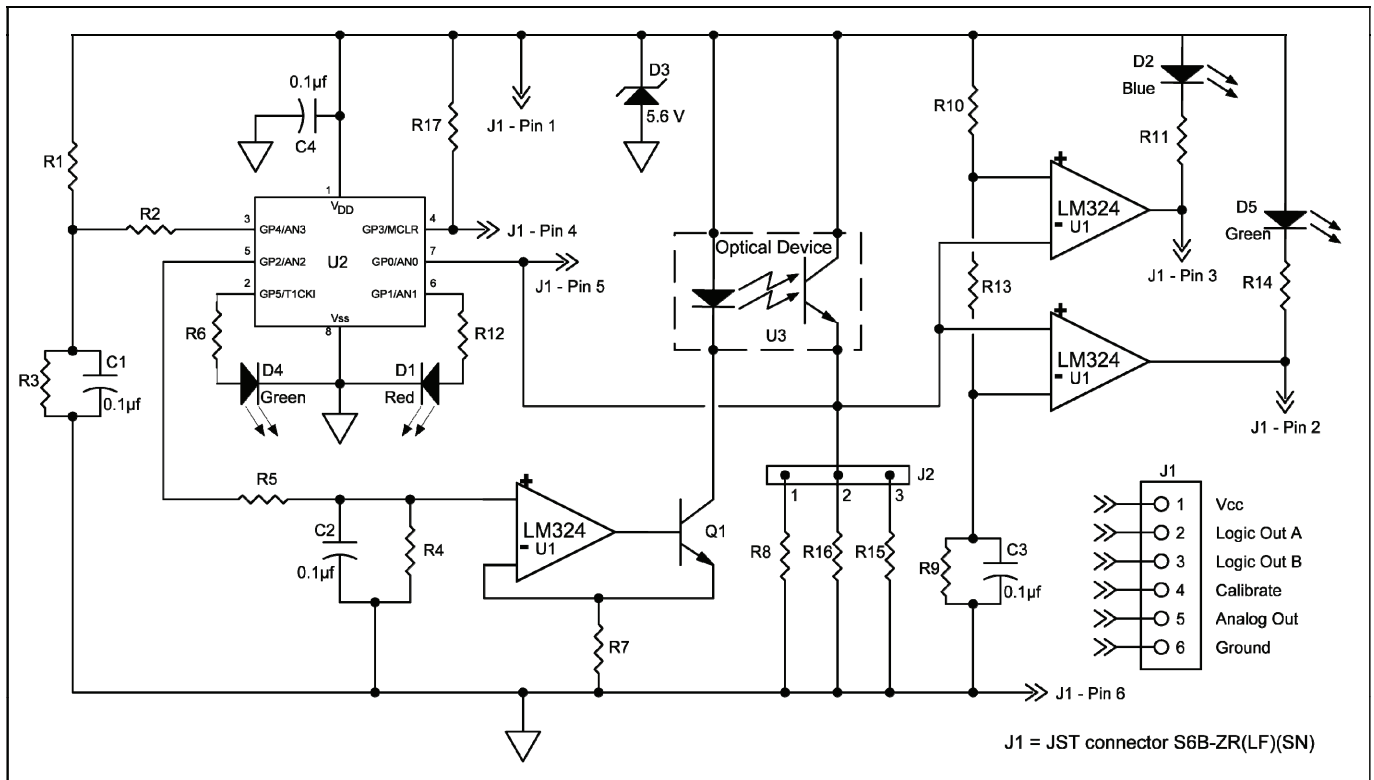 0.1µf
C4
R17
J1 - Pin 1
D3
5.6 V
R10
D2
Blue
R11
R1
R2
1
VDD
3
GP4/AN3
GP3/MCLR
4
J1 - Pin 4
5
GP2/AN2
U2
GP0/AN0
7
J1 - Pin 5
2
GP5/T1CKI
GP1/AN1
6
Vss
8
Optical Device
U3
+
LM324
-
U1
J1 - Pin 3
D5
Green
R13
R14
R6
R12
D4
Green
D1
Red
R3
C1
0.1µf
+
LM324
-
U1
J1 - Pin 2
R5
C2
0.1µf
R4
+
LM324
-
U1
Q1
J2
1
2
3
R8
R16
R15
R9
C3
0.1µf
R7
J1
1 Vcc
2 Logic Out A
3 Logic Out B
4 Calibrate
5 Analog Out
6 Ground
J1 - Pin 6
J1 = JST connector S6B-ZR(LF)(SN)